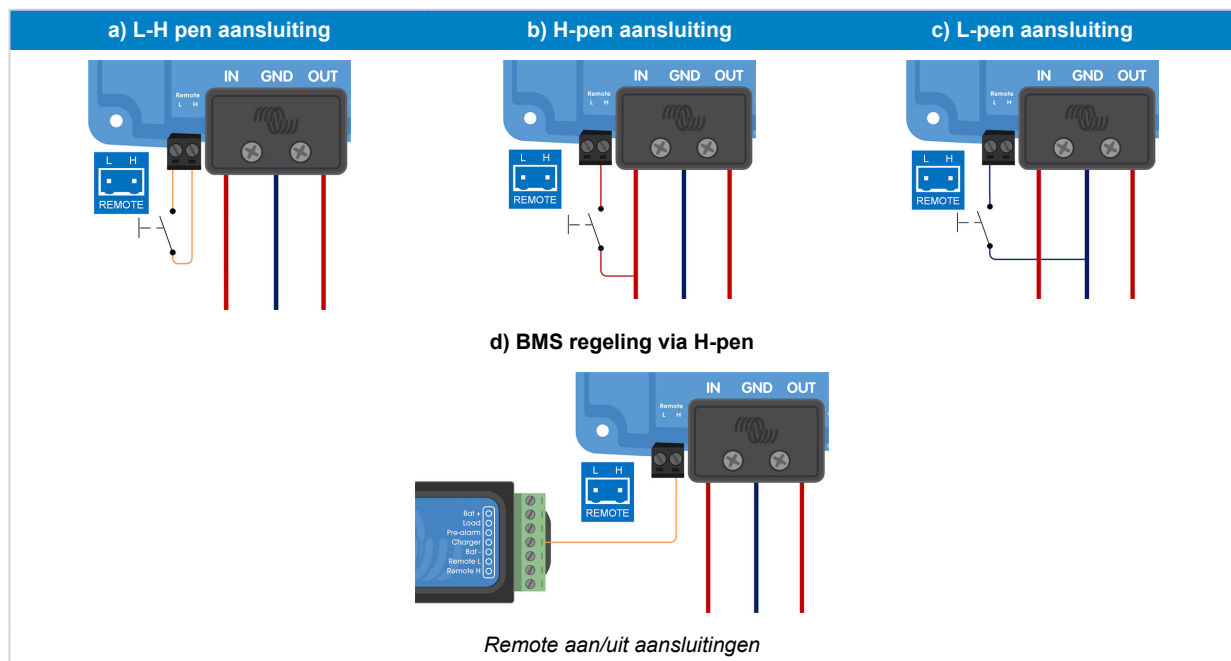 a) L-H pen aansluiting
b) H-pen aansluiting
c) L-pen aansluiting
IN GND OUT
Remote
L H
L H
REMOTE
IN GND OUT
Remote
L H
L H
REMOTE
IN GND OUT
Remote
L H
L H
REMOTE
d) BMS regeling via H-pen
IN GND OUT
Remote
L H
L H
REMOTE
Bat +
Load
Pre-alarm
Charger
Bat -
Remote L
Remote H
Remote aan/uit aansluitingen